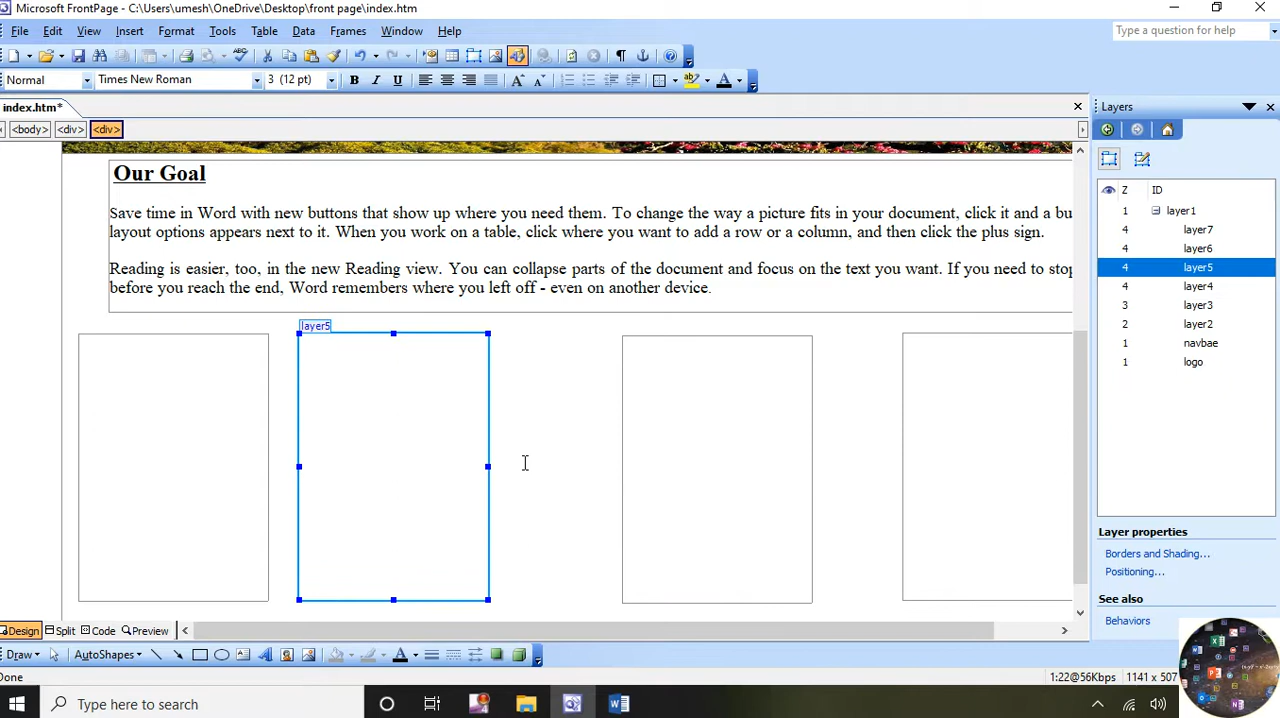 Microsoft FrontPage - C:\Users\umesh\OneDrive\Desktop\front page\index.htm
File Edit View Insert Format Tools Table Data Frames Window Help
Type a question for help
Normal Times New Roman 3 (12 pt) B I U A A A
index.htm*
<body> <div> <div>
Layers
Our Goal
Save time in Word with new buttons that show up where you need them. To change the way a picture fits in your document, click it and a bu
layout options appears next to it. When you work on a table, click where you want to add a row or a column, and then click the plus sign.
Reading is easier, too, in the new Reading view. You can collapse parts of the document and focus on the text you want. If you need to stop
before you reach the end, Word remembers where you left off - even on another device.
layer5
Z ID
1 layer1
4 layer7
4 layer6
4 layer5
4 layer4
3 layer3
2 layer2
1 navbae
1 logo
Layer properties
Borders and Shading...
Positioning...
See also
Behaviors
Design Split Code Preview
Draw AutoShapes
Done
1:22@56Kbps 1141 x 507
Type here to search